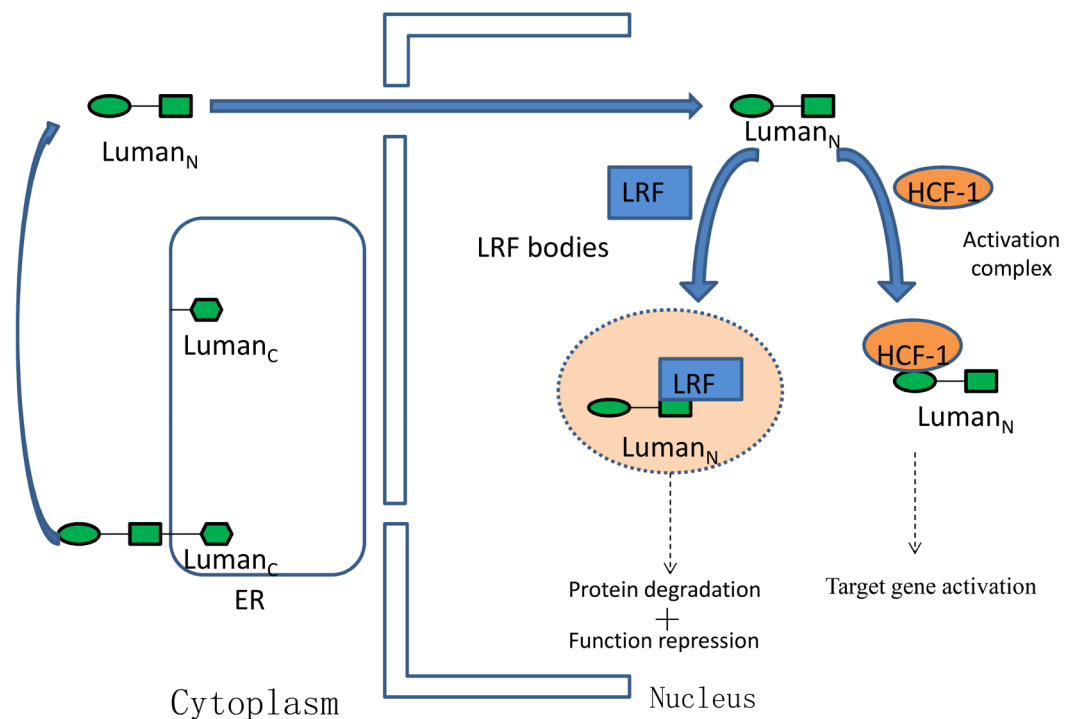 Luman_N
Luman_N
LRF
HCF-1
LRF bodies
Activation
complex
Luman_C
HCF-1
LRF
Luman_N
Luman_N
Luman_C
ER
Protein degradation
+
Function repression
Target gene activation
Cytoplasm
Nucleus